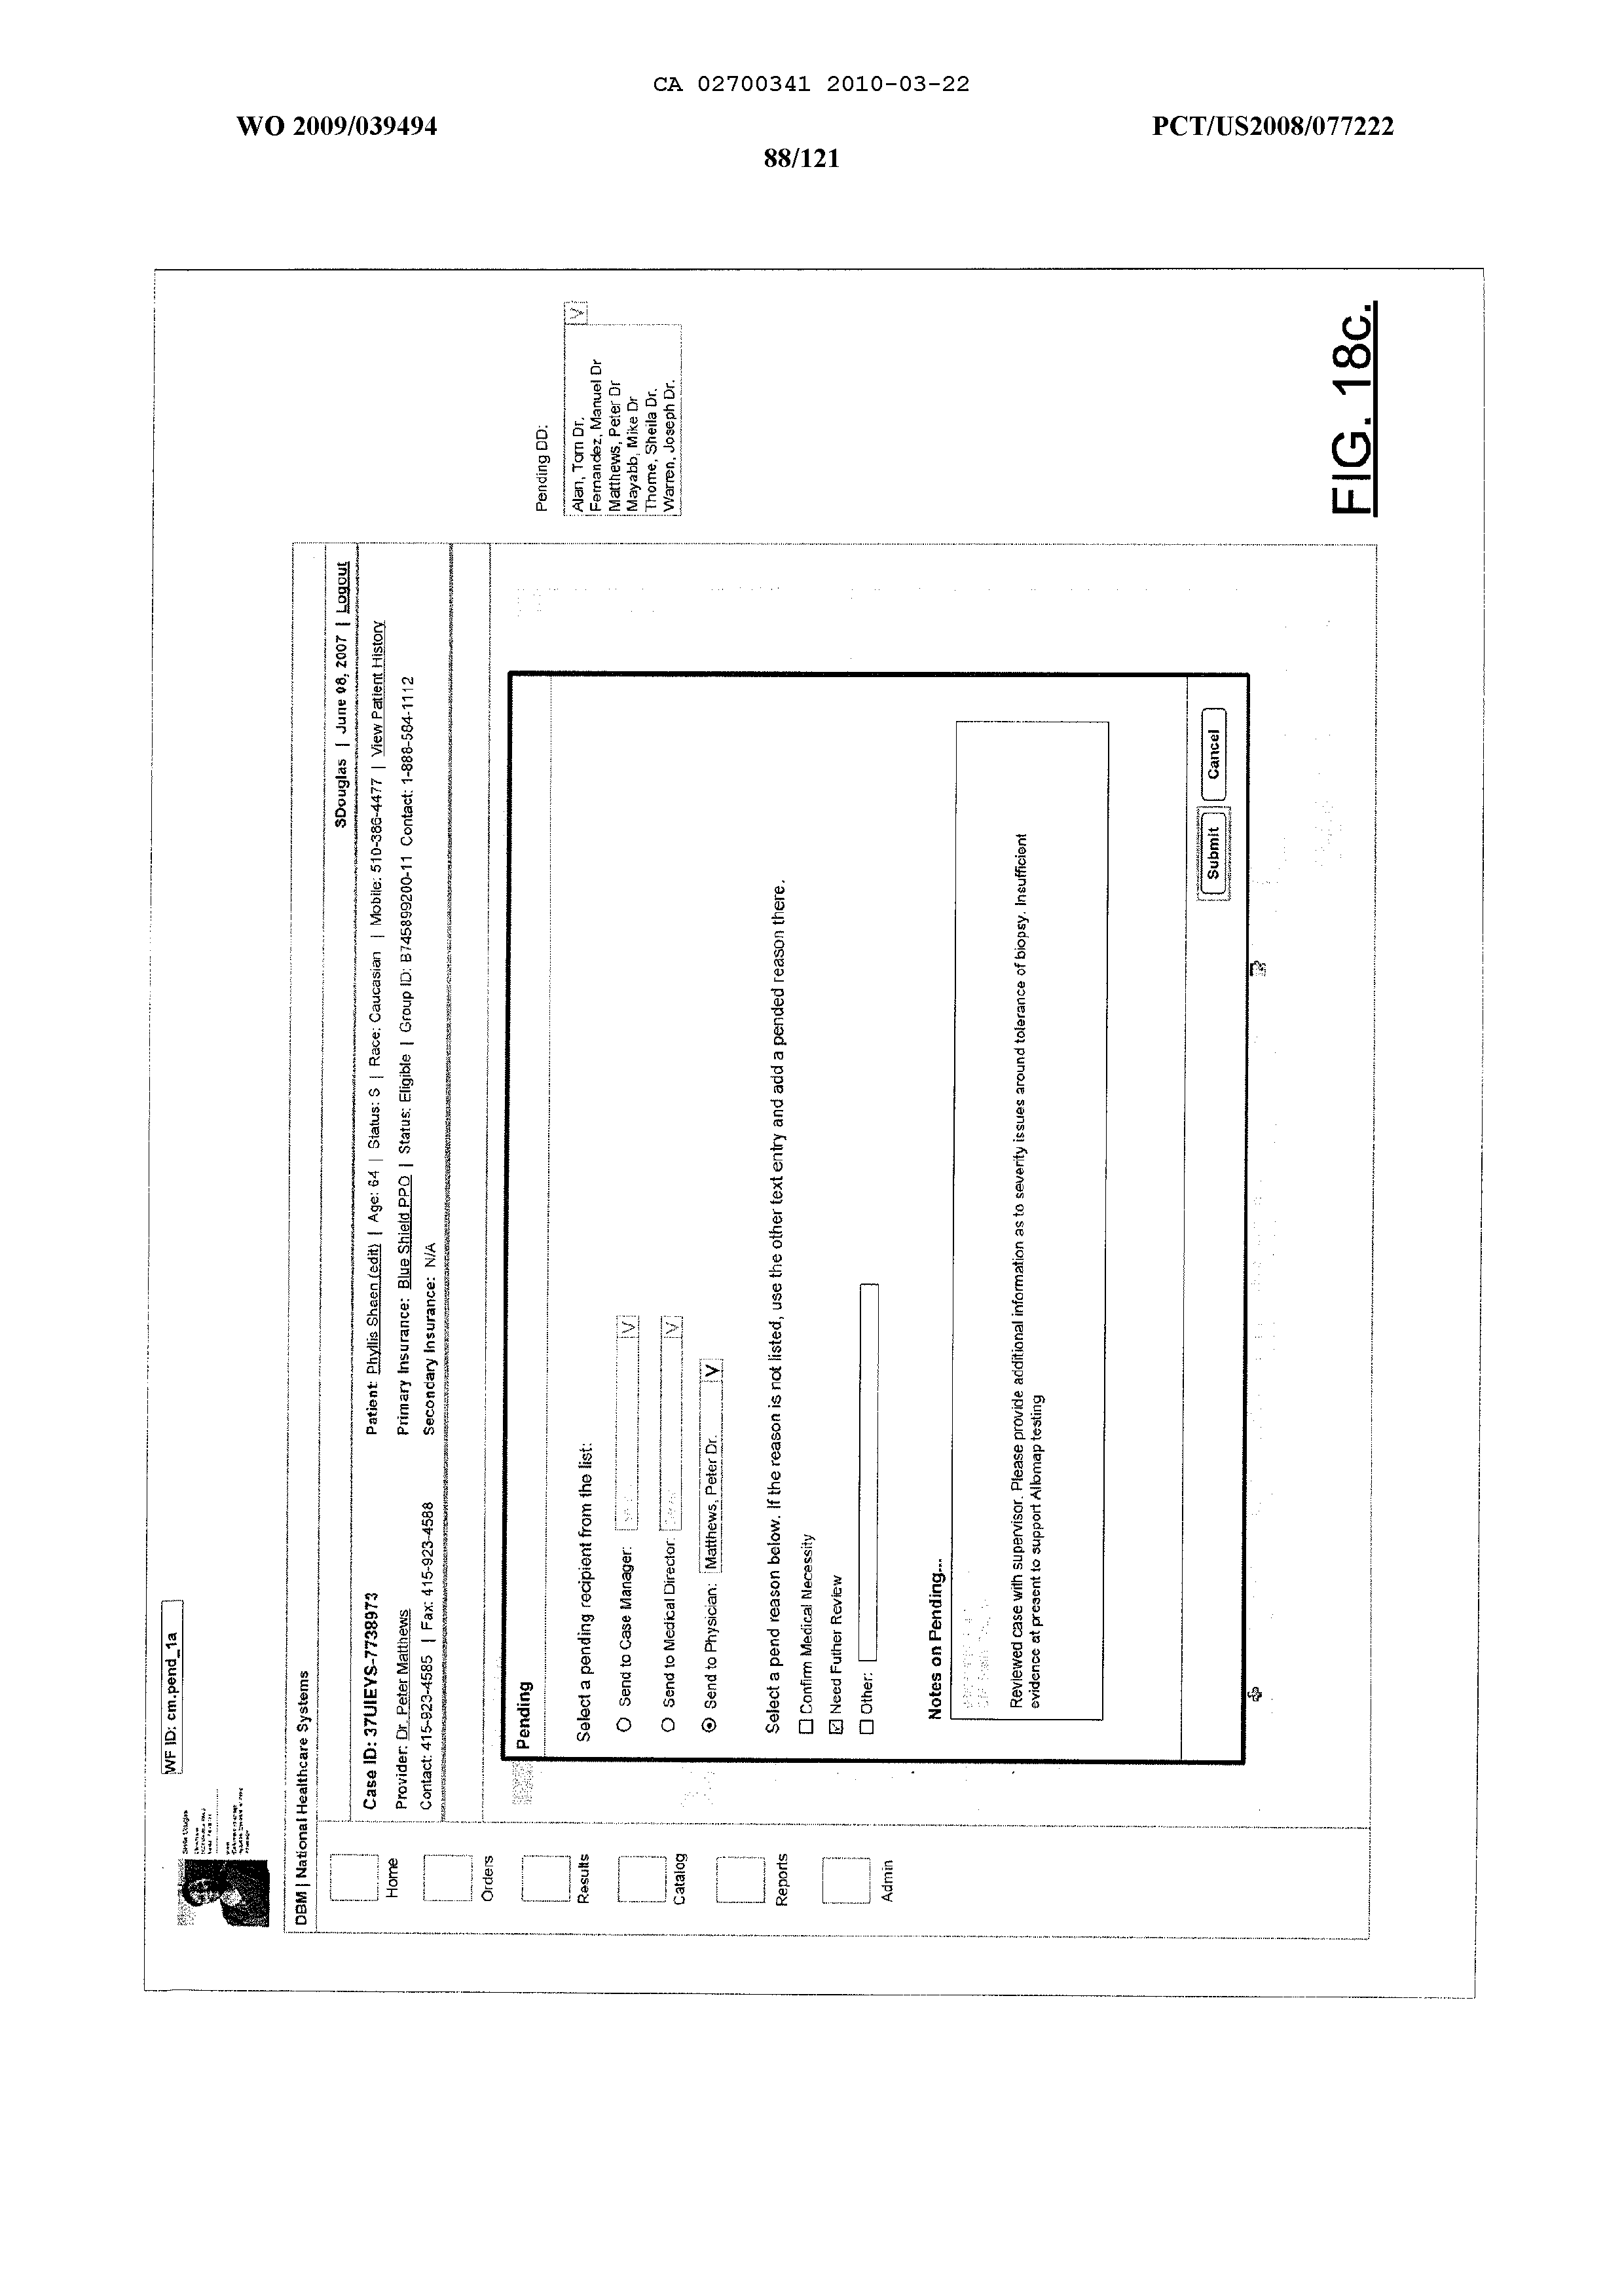 CA 02700341 2010-03-22
WO 2009/039494
PCT/US2008/077222
88/121
WF ID: cm.pend_1a
DBM | National Healthcare Systems
SDouglas | June 08, 2007 | Logout
Home
Orders
Results
Catalog
Reports
Admin
Case ID: 37UIEYS-7738973
Provider: Dr. Peter Matthews
Contact: 415-923-4585 | Fax: 415-923-4588
Patient: Phyllis Shaen (edit) | Age: 64 | Status: S | Race: Caucasian | Mobile: 510-386-4477 | View Patient History
Primary Insurance: Blue Shield PPO | Status: Eligible | Group ID: B745899200-11 Contact: 1-888-584-1112
Secondary Insurance: N/A
Pending
Select a pending recipient from the list:
Send to Case Manager:
Send to Medical Director:
Send to Physician: Matthews, Peter Dr.
Select a pend reason below. If the reason is not listed, use the other text entry and add a pended reason there.
Confirm Medical Necessity
Need Futher Review
Other:
Notes on Pending...
Reviewed case with supervisor. Please provide additional information as to severity issues around tolerance of biopsy. Insufficient
evidence at present to support Allomap testing
Submit
Cancel
Pending DD:
Alan, Tom Dr.
Fernandez, Manuel Dr
Matthews, Peter Dr
Mayabb, Mike Dr
Thome, Sheila Dr.
Warren, Joseph Dr.
FIG. 18c.